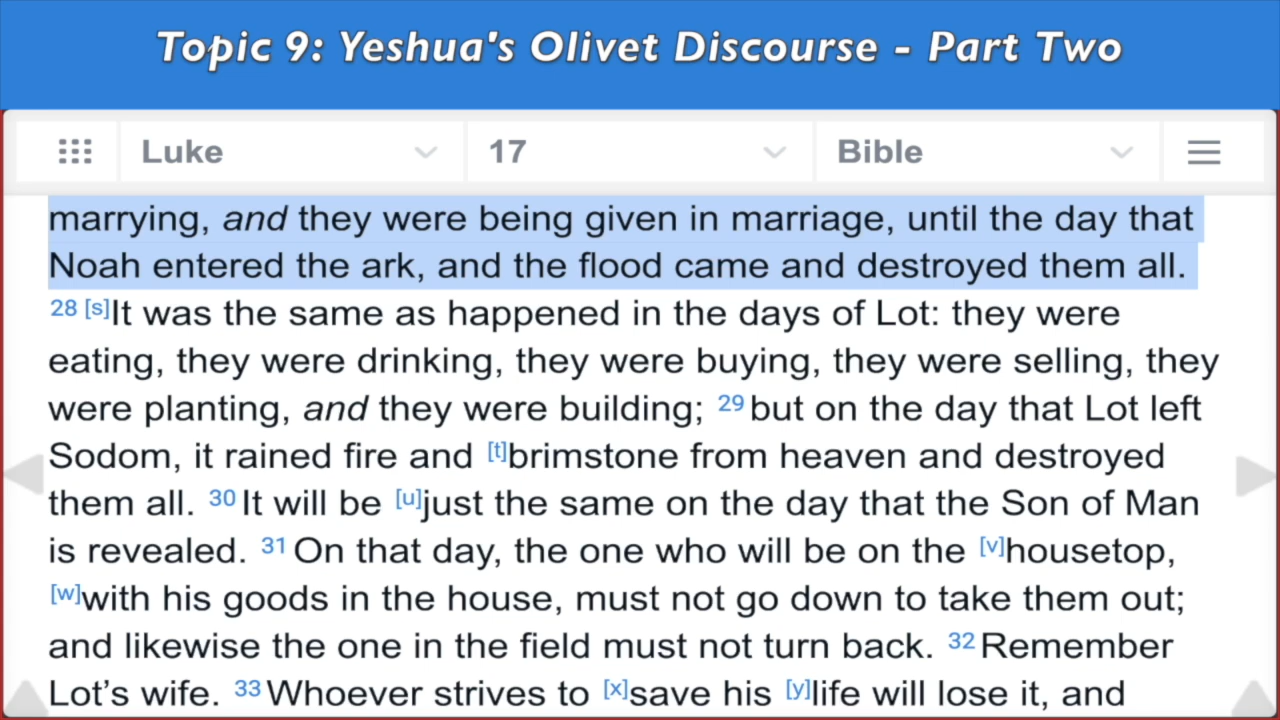 Topic 9: Yeshua's Olivet Discourse - Part Two
Luke 17 Bible
marrying, and they were being given in marriage, until the day that
Noah entered the ark, and the flood came and destroyed them all.
28 [s]It was the same as happened in the days of Lot: they were
eating, they were drinking, they were buying, they were selling, they
were planting, and they were building; 29 but on the day that Lot left
Sodom, it rained fire and [t]brimstone from heaven and destroyed
them all. 30 It will be [u]just the same on the day that the Son of Man
is revealed. 31 On that day, the one who will be on the [v]housetop,
[w]with his goods in the house, must not go down to take them out;
and likewise the one in the field must not turn back. 32 Remember
Lot’s wife. 33 Whoever strives to [x]save his [y]life will lose it, and